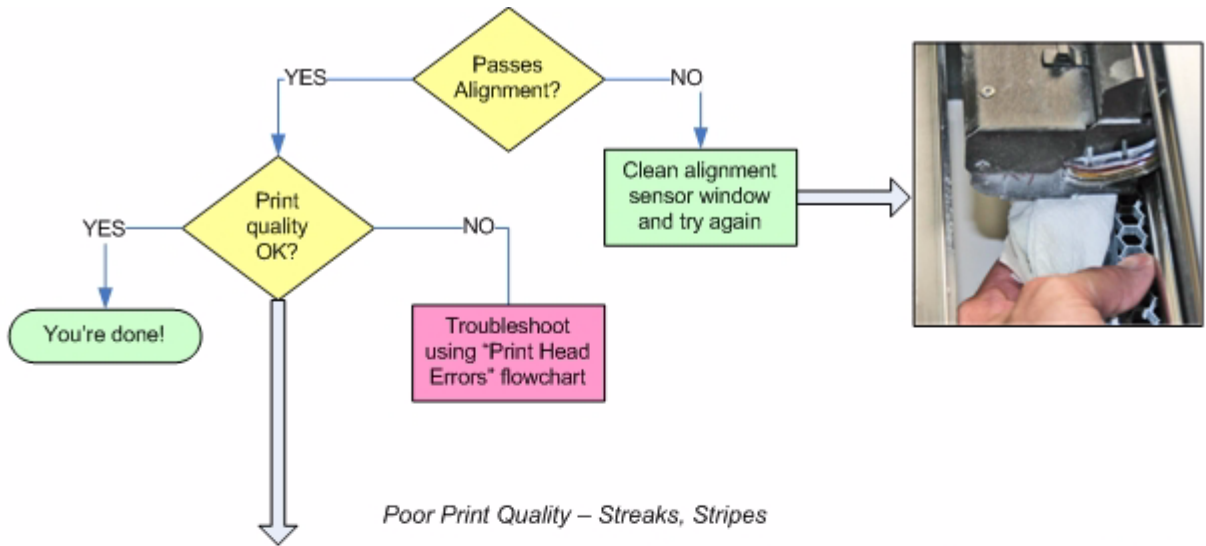 Passes
Alignment?
YES
NO
Clean alignment
sensor window
and try again
Print
quality
OK?
YES
NO
You're done!
Troubleshoot
using “Print Head
Errors” flowchart
Poor Print Quality – Streaks, Stripes